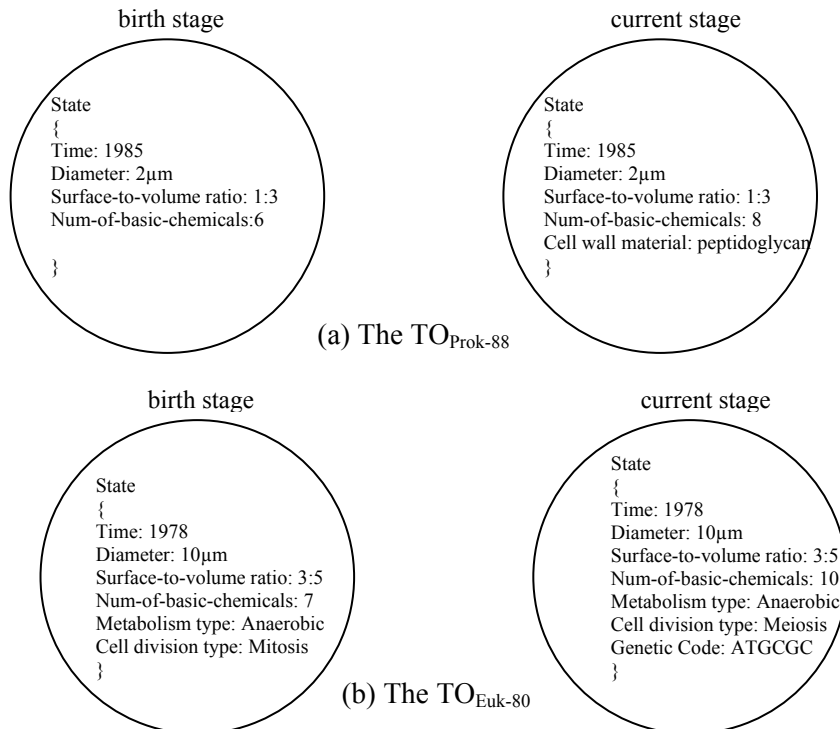 birth stage
State
{
Time: 1985
Diameter: 2µm
Surface-to-volume ratio: 1:3
Num-of-basic-chemicals:6
}
current stage
State
{
Time: 1985
Diameter: 2µm
Surface-to-volume ratio: 1:3
Num-of-basic-chemicals: 8
Cell wall material: peptidoglycan
}
(a) The TOProk-88
birth stage
State
{
Time: 1978
Diameter: 10µm
Surface-to-volume ratio: 3:5
Num-of-basic-chemicals: 7
Metabolism type: Anaerobic
Cell division type: Mitosis
}
current stage
State
{
Time: 1978
Diameter: 10µm
Surface-to-volume ratio: 3:5
Num-of-basic-chemicals: 10
Metabolism type: Anaerobic
Cell division type: Meiosis
Genetic Code: ATGCGC
}
(b) The TOEuk-80